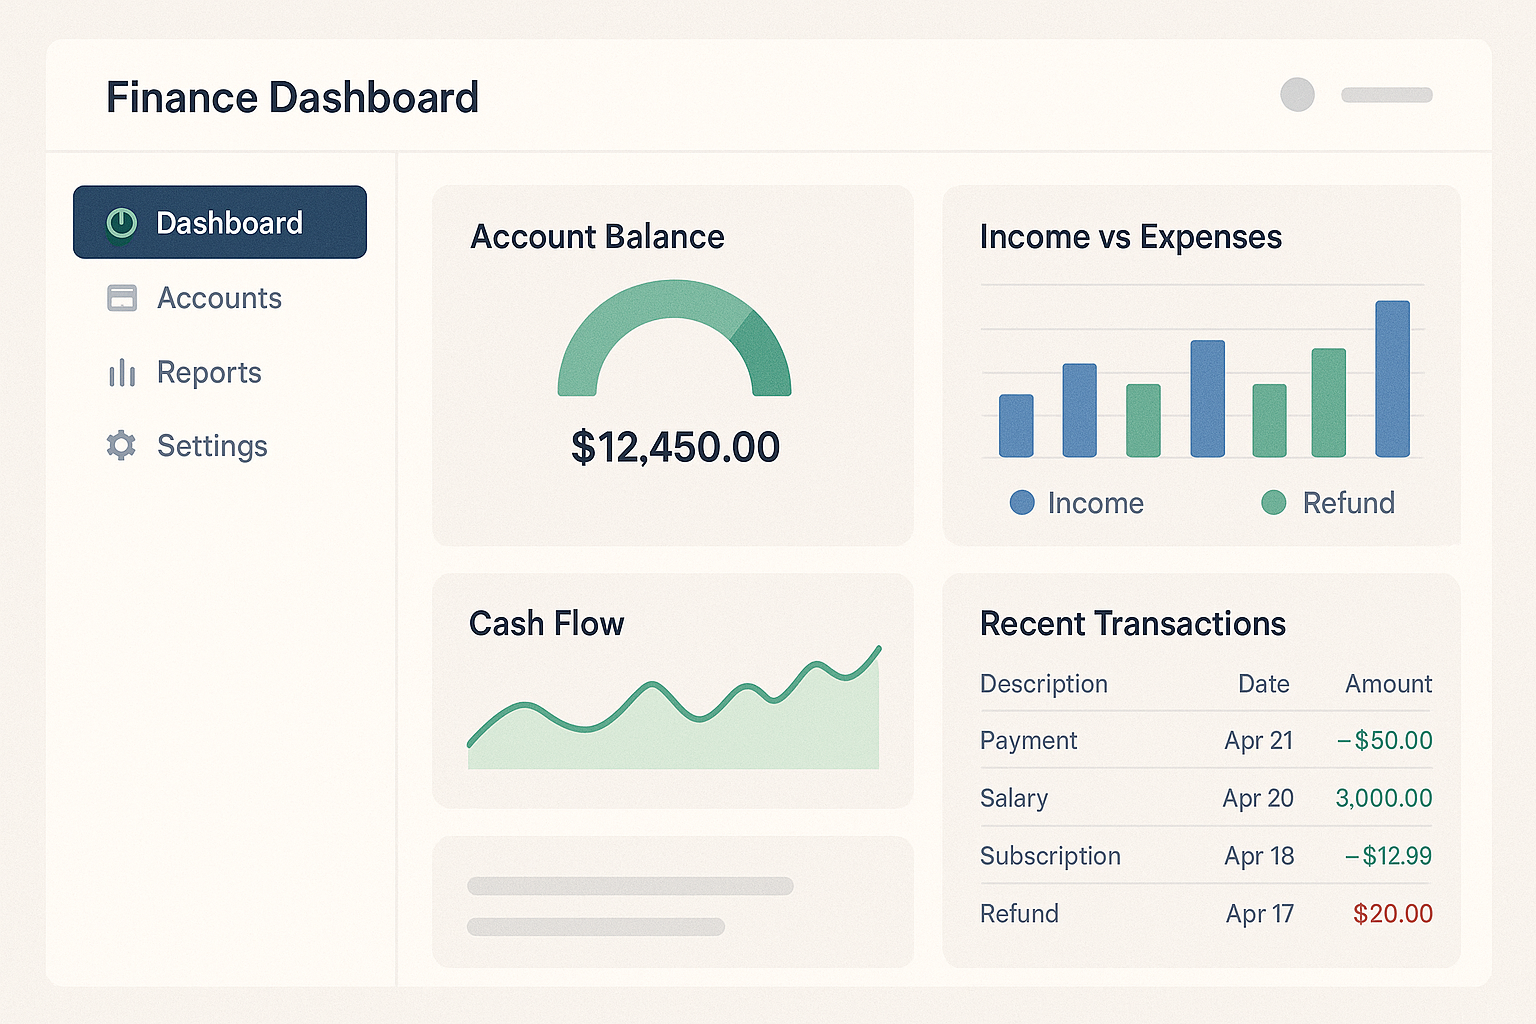 Finance Dashboard
Dashboard
Accounts
Reports
Settings
Account Balance
$12,450.00
Income vs Expenses
Income
Refund
Cash Flow
Recent Transactions
Description Date Amount
Payment Apr 21 –$50.00
Salary Apr 20 3,000.00
Subscription Apr 18 –$12.99
Refund Apr 17 $20.00